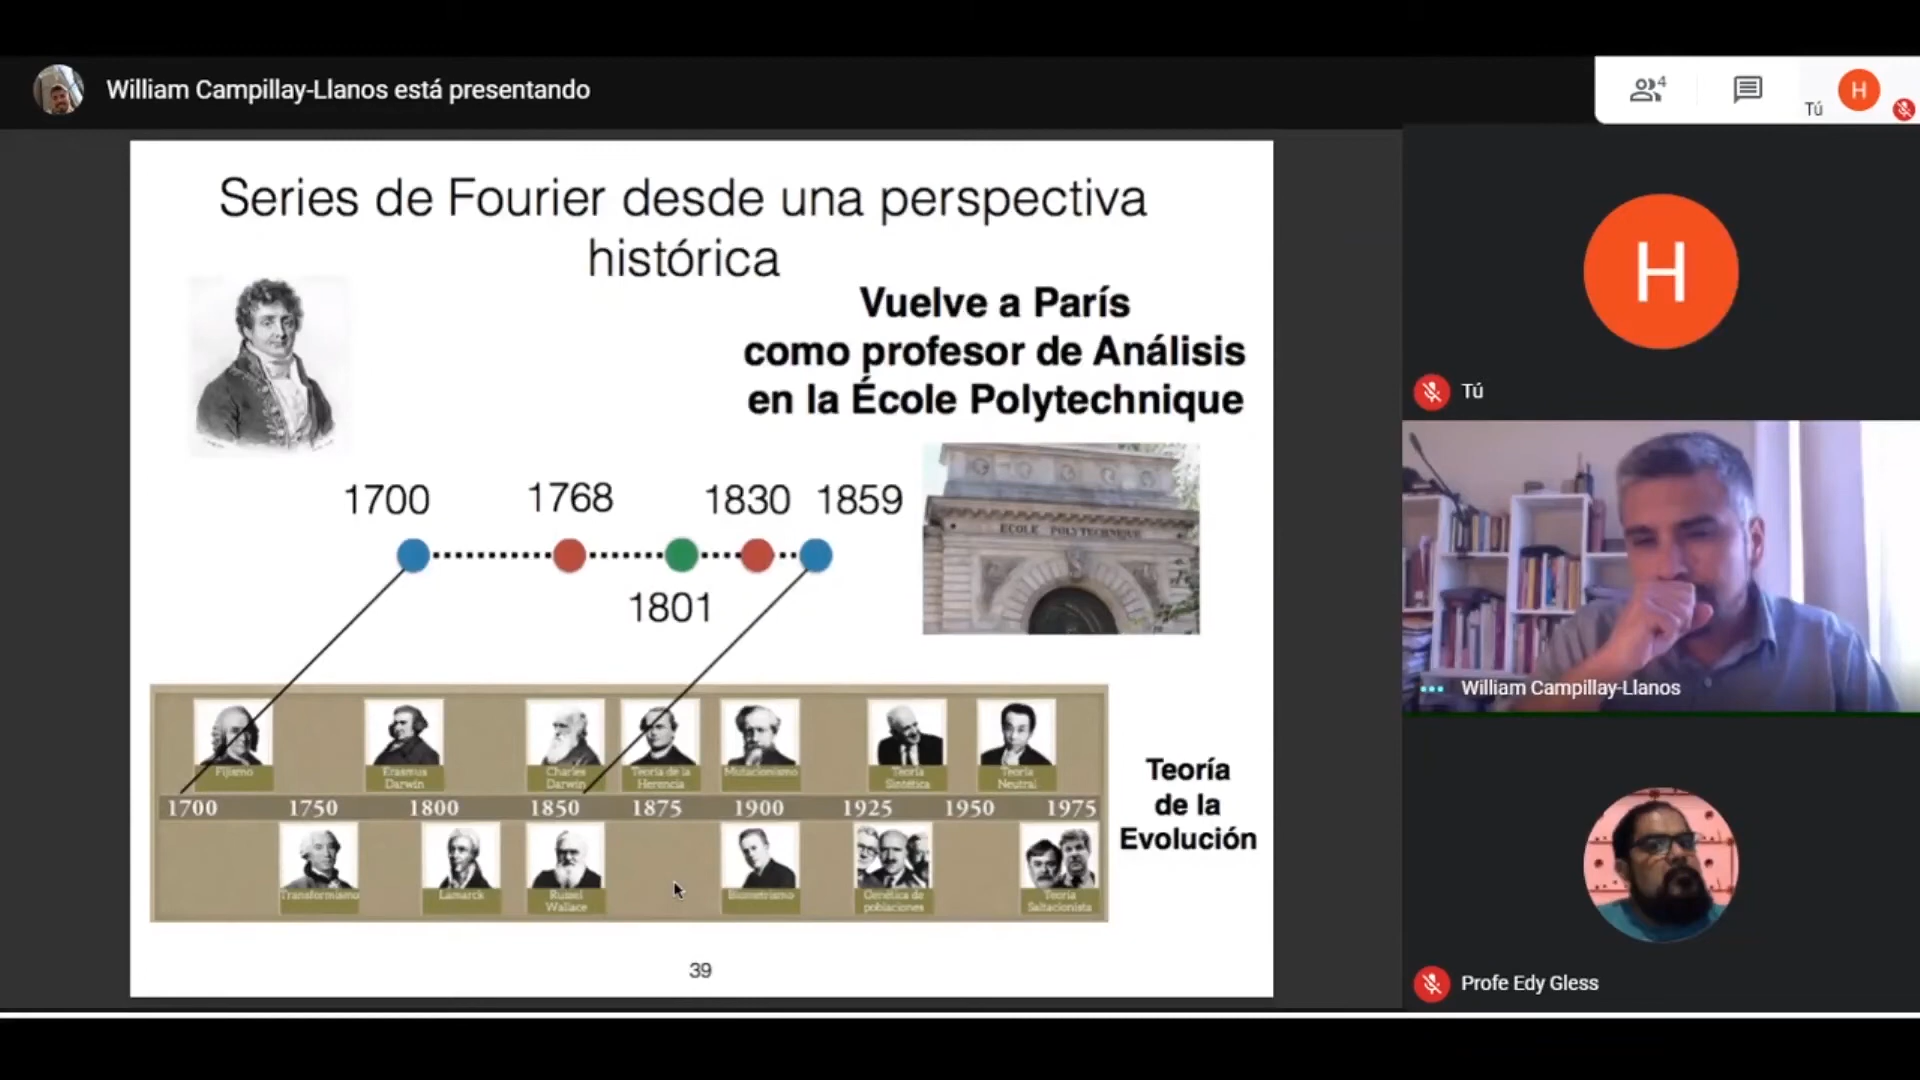 William Campillay-Llanos está presentando
4
Tú
H
Series de Fourier desde una perspectiva
histórica
Vuelve a París
como profesor de Análisis
en la École Polytechnique
1700
1768
1830
1859
1801
ECOLE POLYTECHNIQUE
Fijismo
Erasmus
Darwin
Charles
Darwin
Teoría de la
Herencia
Mutacionismo
Teoría
Sintética
Teoría
Neutral
1700 1750 1800 1850 1875 1900 1925 1950 1975
Transformismo
Lamarck
Russel
Wallace
Biometrismo
Genética de
poblaciones
Teoría
Saltacionista
Teoría
de la
Evolución
39
H
Tú
William Campillay-Llanos
Profe Edy Gless